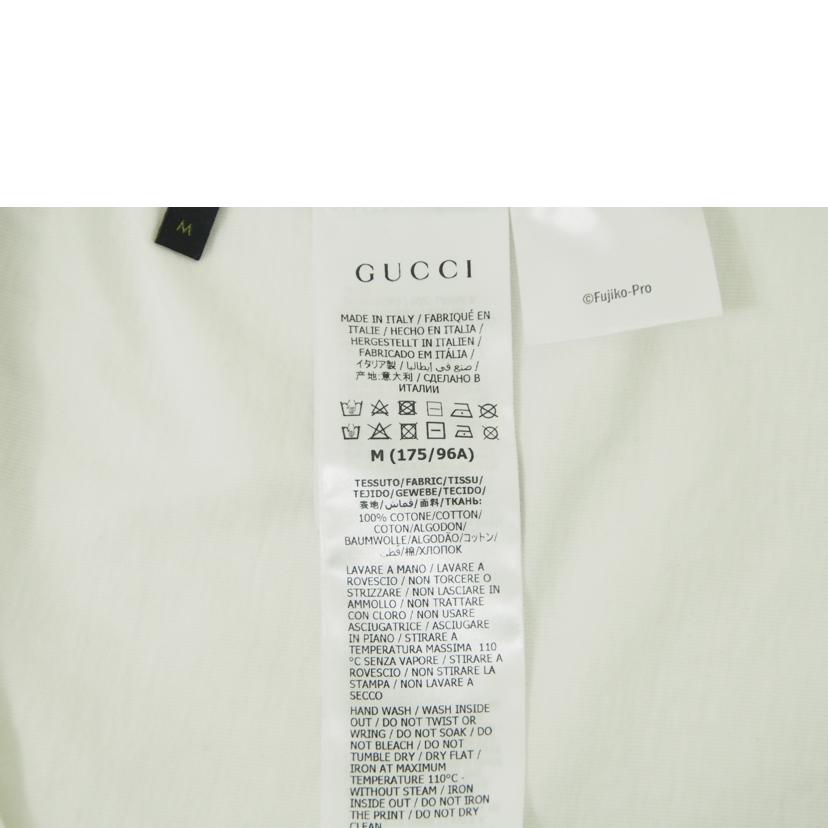 M
GUCCI
©Fujiko-Pro
MADE IN ITALY / FABRIQUÉ EN
ITALIE / HECHO EN ITALIA /
HERGESTELLT IN ITALIEN /
FABRICADO EM ITÁLIA /
イタリア製 / صنع في إيطاليا /
产地:意大利 / СДЕЛАНО В
ИТАЛИИ
M (175/96A)
TESSUTO/FABRIC/TISSU/
TEJIDO/GEWEBE/TECIDO/
表地/قماش/面料/ТКАНЬ:
100% COTONE/COTTON/
COTON/ALGODON/
BAUMWOLLE/ALGODÃO/コットン/
قطن/棉/ХЛОПОК
LAVARE A MANO / LAVARE A
ROVESCIO / NON TORCERE O
STRIZZARE / NON LASCIARE IN
AMMOLLO / NON TRATTARE
CON CLORO / NON USARE
ASCIUGATRICE / ASCIUGARE
IN PIANO / STIRARE A
TEMPERATURA MASSIMA 110
°C SENZA VAPORE / STIRARE A
ROVESCIO / NON STIRARE LA
STAMPA / NON LAVARE A
SECCO
HAND WASH / WASH INSIDE
OUT / DO NOT TWIST OR
WRING / DO NOT SOAK / DO
NOT BLEACH / DO NOT
TUMBLE DRY / DRY FLAT /
IRON AT MAXIMUM
TEMPERATURE 110°C -
WITHOUT STEAM / IRON
INSIDE OUT / DO NOT IRON
THE PRINT / DO NOT DRY
CLEAN